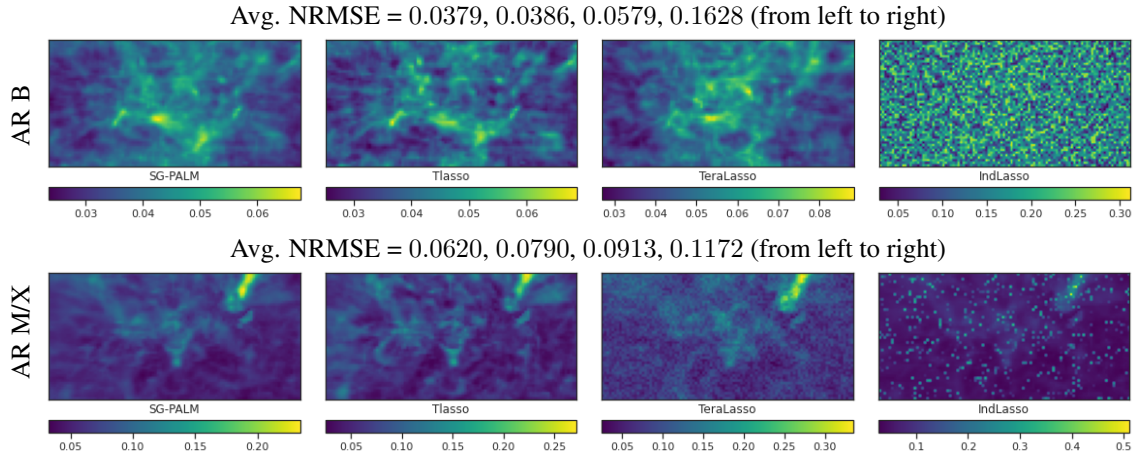 Avg. NRMSE = 0.0379, 0.0386, 0.0579, 0.1628 (from left to right)
AR B
SG-PALM Tlasso TeraLasso IndLasso
0.03 0.04 0.05 0.06 0.03 0.04 0.05 0.06 0.03 0.04 0.05 0.06 0.07 0.08 0.05 0.10 0.15 0.20 0.25 0.30
Avg. NRMSE = 0.0620, 0.0790, 0.0913, 0.1172 (from left to right)
AR M/X
SG-PALM Tlasso TeraLasso IndLasso
0.05 0.10 0.15 0.20 0.05 0.10 0.15 0.20 0.25 0.05 0.10 0.15 0.20 0.25 0.30 0.1 0.2 0.3 0.4 0.5